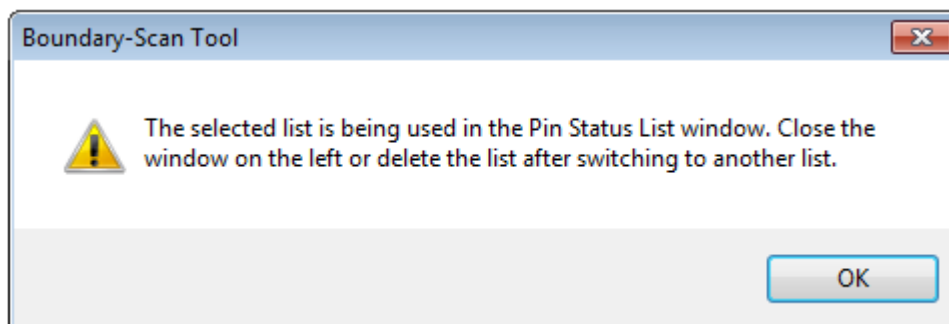 Boundary-Scan Tool
The selected list is being used in the Pin Status List window. Close the
window on the left or delete the list after switching to another list.
OK